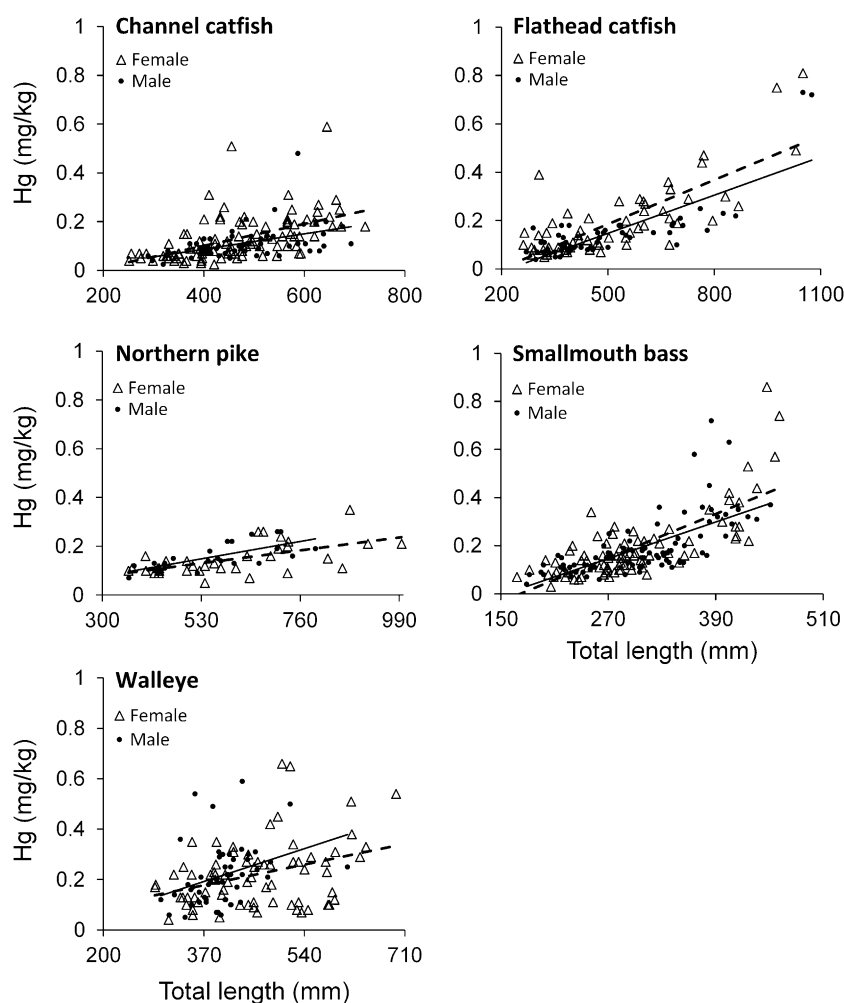 Channel catfish
Female
Male
Hg (mg/kg)
1
0.8
0.6
0.4
0.2
0
200 400 600 800
Flathead catfish
Female
Male
1
0.8
0.6
0.4
0.2
0
200 500 800 1100
Northern pike
Female
Male
Hg (mg/kg)
1
0.8
0.6
0.4
0.2
0
300 530 760 990
Smallmouth bass
Female
Male
1
0.8
0.6
0.4
0.2
0
150 270 390 510
Total length (mm)
Walleye
Female
Male
Hg (mg/kg)
1
0.8
0.6
0.4
0.2
0
200 370 540 710
Total length (mm)